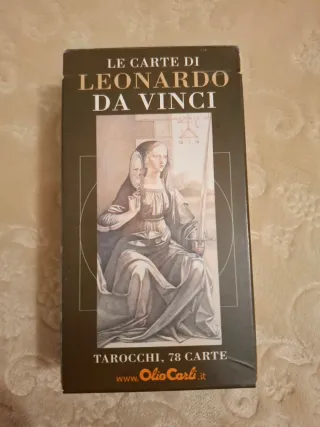 LE CARTE DI
LEONARDO
DA VINCI
TAROCCHI, 78 CARTE
www.OlioCarli.it